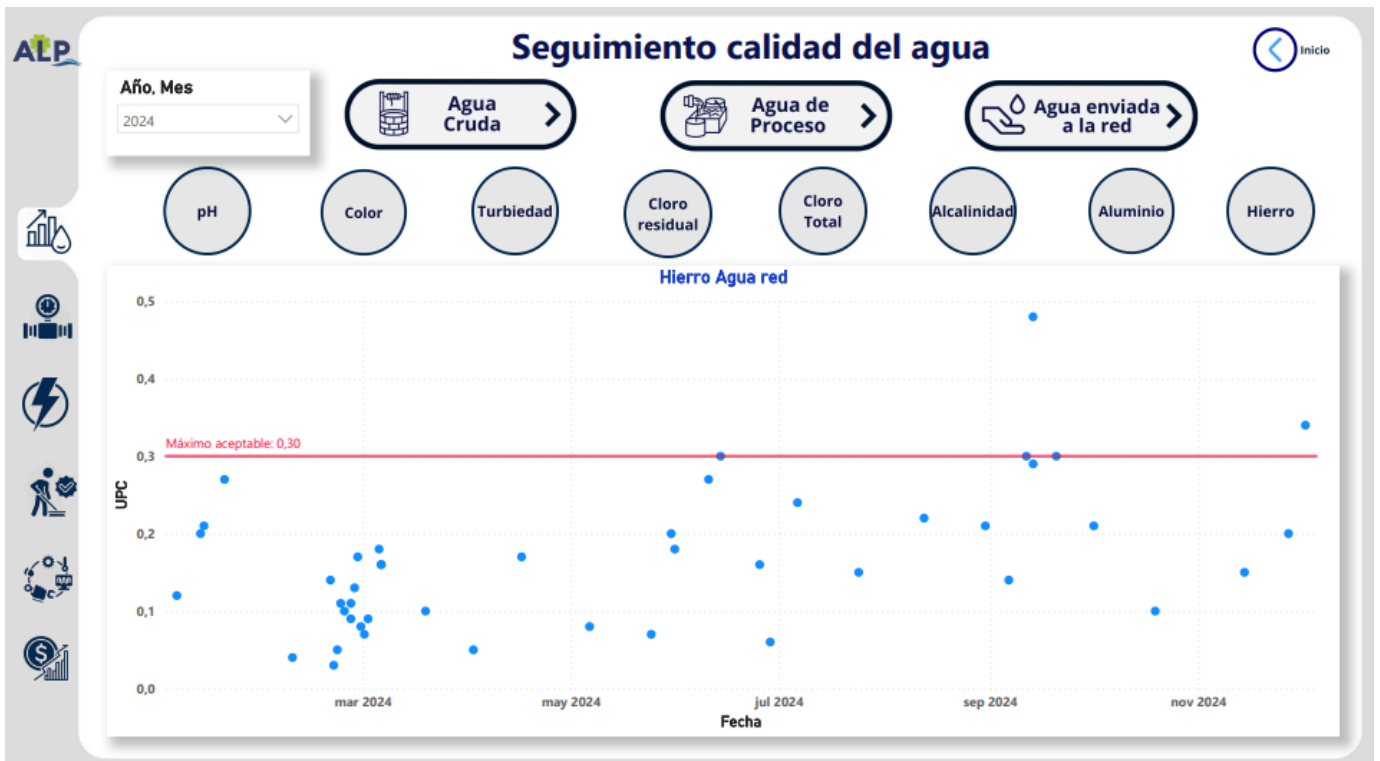 ALP
Seguimiento calidad del agua
Inicio
Año, Mes
2024
Agua
Cruda
Agua de
Proceso
Agua enviada
a la red
pH
Color
Turbiedad
Cloro
residual
Cloro
Total
Alcalinidad
Aluminio
Hierro
Hierro Agua red
0,5
0,4
Máximo aceptable: 0,30
0,3
UPC
0,2
0,1
0,0
mar 2024
may 2024
jul 2024
sep 2024
nov 2024
Fecha